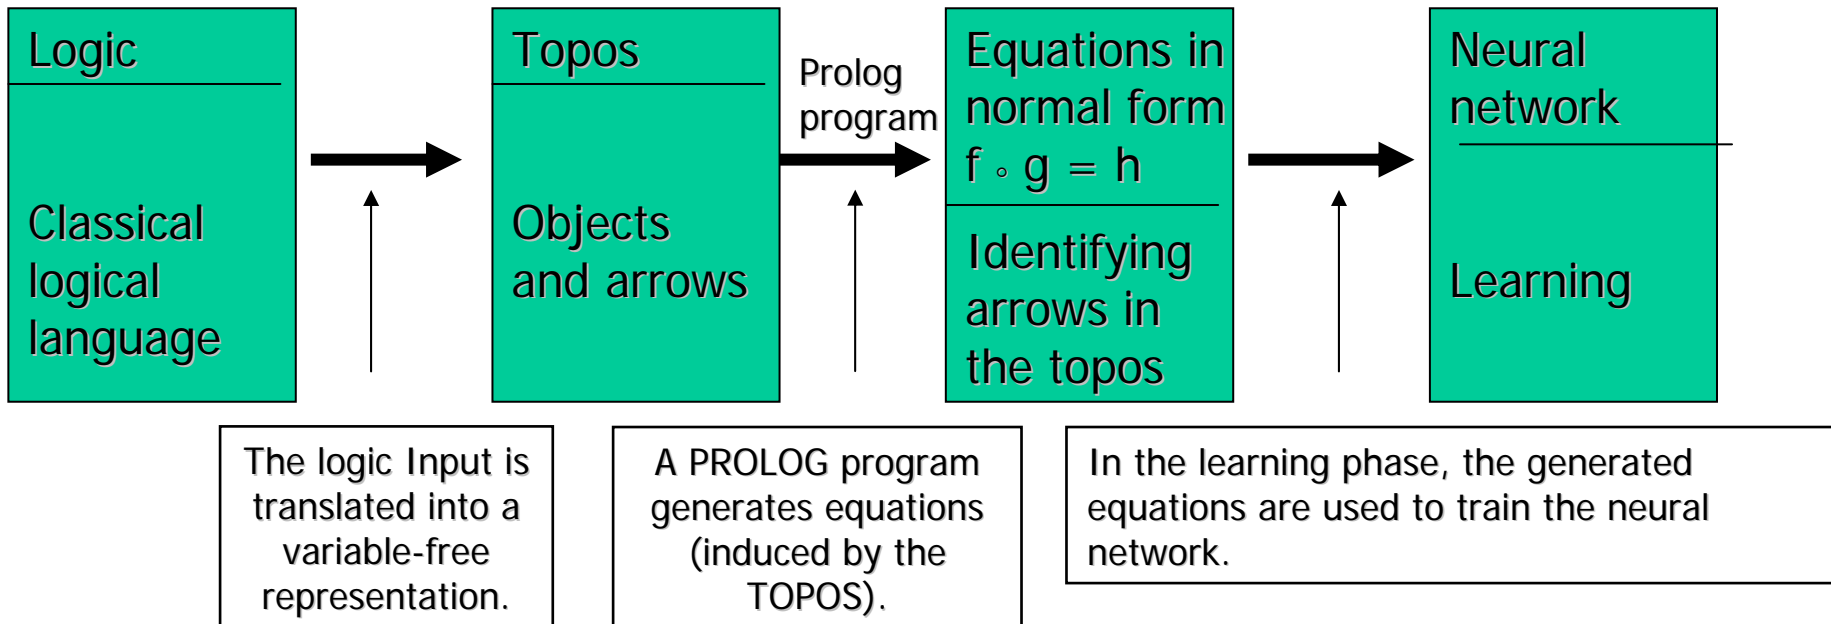 Logic
Classical
logical
language
Topos
Objects
and arrows
Prolog
program
Equations in
normal form
f ∘ g = h
Identifying
arrows in
the topos
Neural
network
Learning
The logic Input is
translated into a
variable-free
representation.
A PROLOG program
generates equations
(induced by the
TOPOS).
In the learning phase, the generated
equations are used to train the neural
network.